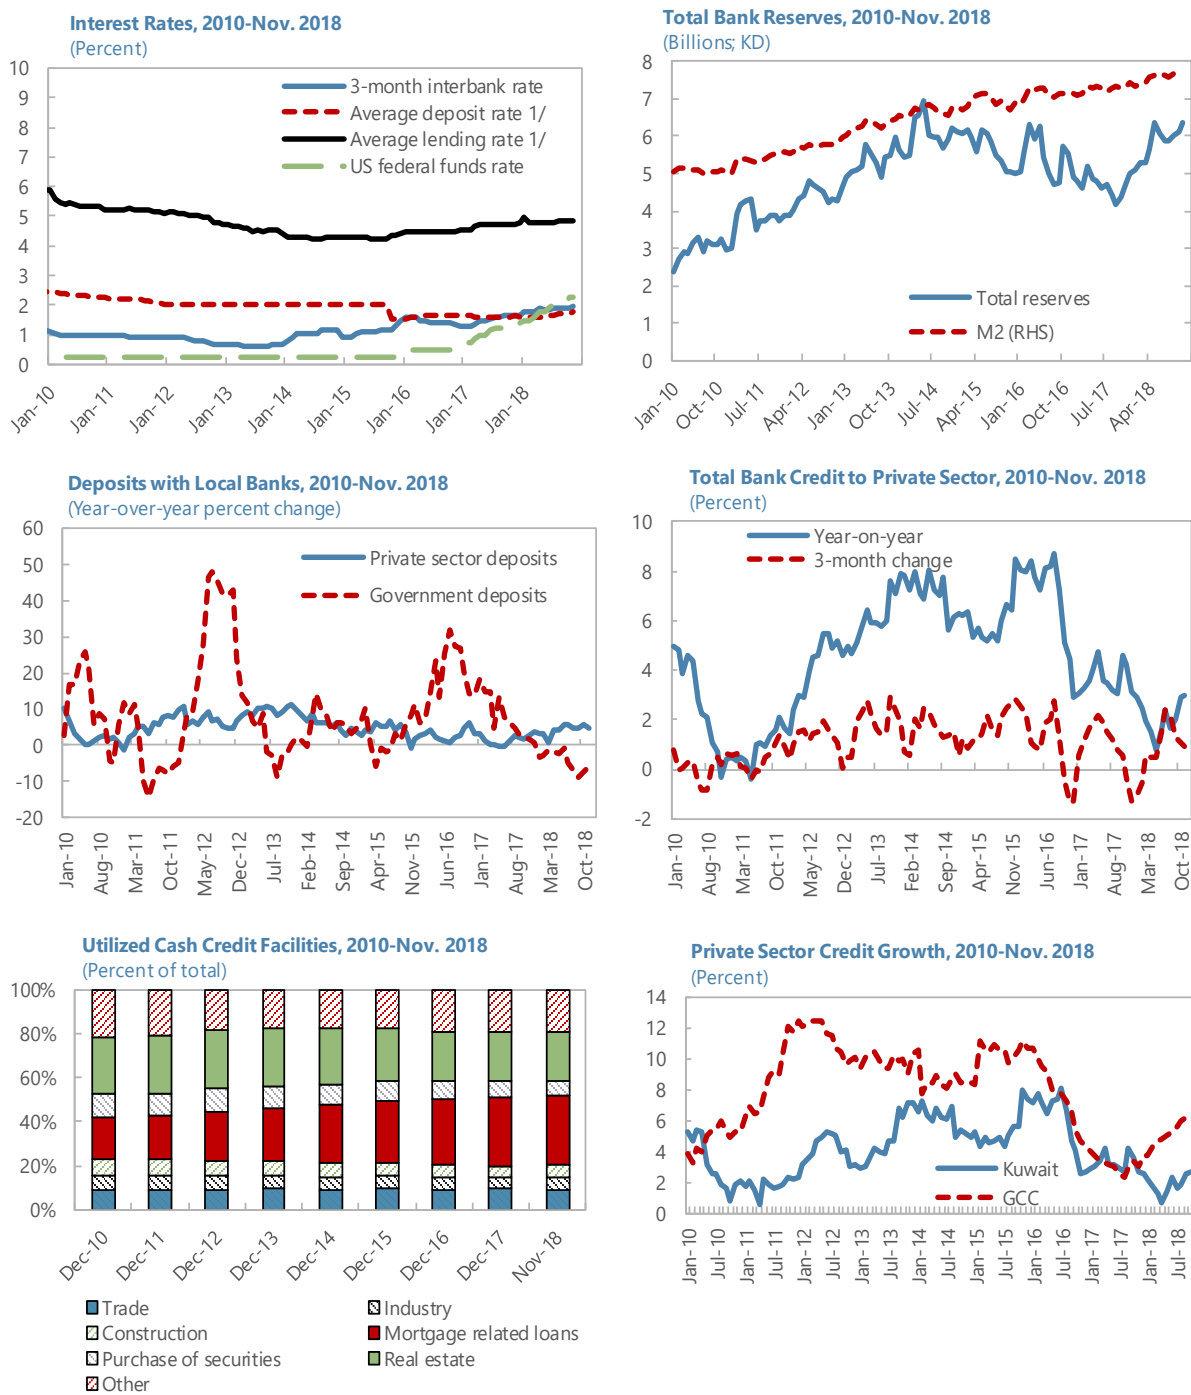 Interest Rates, 2010-Nov. 2018
(Percent)
10
9
8
7
6
5
4
3
2
1
0
3-month interbank rate
Average deposit rate 1/
Average lending rate 1/
US federal funds rate
Jan-10
Jan-11
Jan-12
Jan-13
Jan-14
Jan-15
Jan-16
Jan-17
Jan-18
Total Bank Reserves, 2010-Nov. 2018
(Billions; KD)
8
7
6
5
4
3
2
1
0
Total reserves
M2 (RHS)
Jan-10
Oct-10
Jul-11
Apr-12
Jan-13
Oct-13
Jul-14
Apr-15
Jan-16
Oct-16
Jul-17
Apr-18
Deposits with Local Banks, 2010-Nov. 2018
(Year-over-year percent change)
60
50
40
30
20
10
0
-10
-20
Private sector deposits
Government deposits
Jan-10
Aug-10
Mar-11
Oct-11
May-12
Dec-12
Jul-13
Feb-14
Sep-14
Apr-15
Nov-15
Jun-16
Jan-17
Aug-17
Mar-18
Oct-18
Total Bank Credit to Private Sector, 2010-Nov. 2018
(Percent)
10
8
6
4
2
0
-2
Year-on-year
3-month change
Jan-10
Aug-10
Mar-11
Oct-11
May-12
Dec-12
Jul-13
Feb-14
Sep-14
Apr-15
Nov-15
Jun-16
Jan-17
Aug-17
Mar-18
Oct-18
Utilized Cash Credit Facilities, 2010-Nov. 2018
(Percent of total)
100%
80%
60%
40%
20%
0%
Dec-10
Dec-11
Dec-12
Dec-13
Dec-14
Dec-15
Dec-16
Dec-17
Nov-18
Trade
Industry
Construction
Mortgage related loans
Purchase of securities
Real estate
Other
Private Sector Credit Growth, 2010-Nov. 2018
(Percent)
14
12
10
8
6
4
2
0
Kuwait
GCC
Jan-10
Jul-10
Jan-11
Jul-11
Jan-12
Jul-12
Jan-13
Jul-13
Jan-14
Jul-14
Jan-15
Jul-15
Jan-16
Jul-16
Jan-17
Jul-17
Jan-18
Jul-18